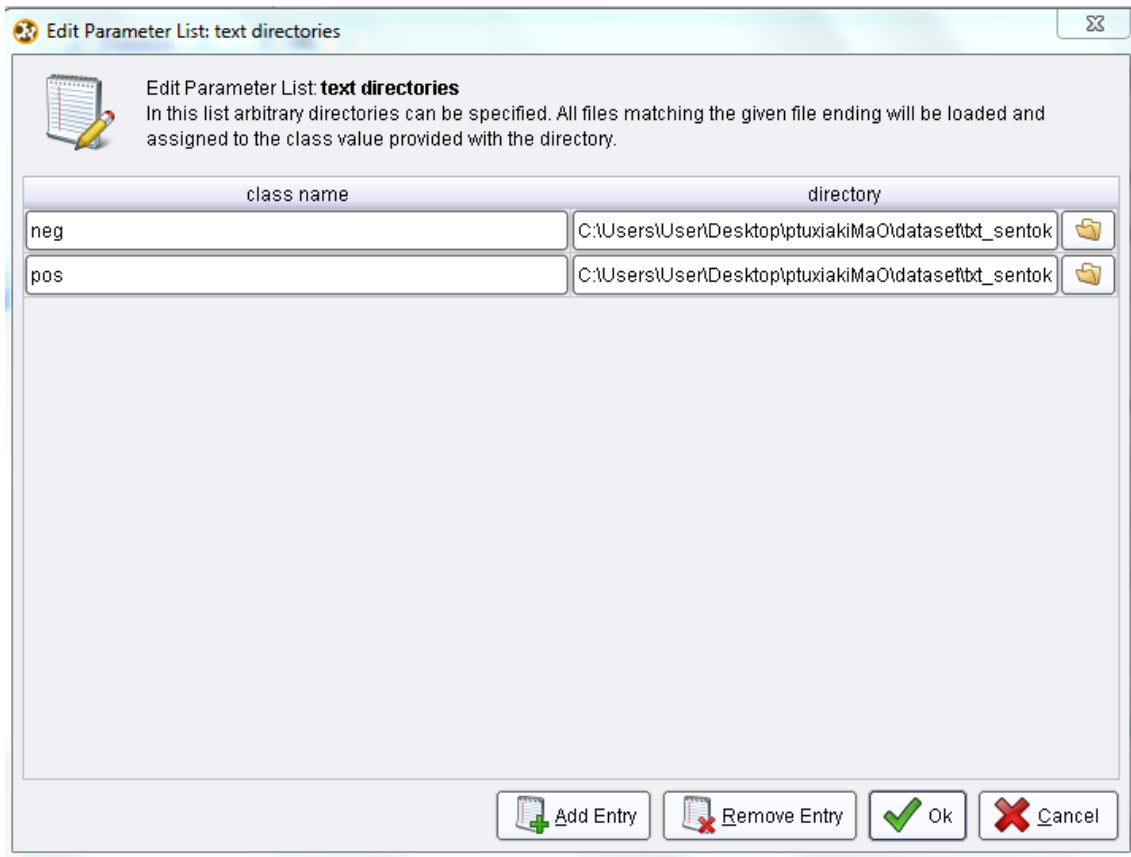 Edit Parameter List: text directories
Edit Parameter List: text directories
In this list arbitrary directories can be specified. All files matching the given file ending will be loaded and
assigned to the class value provided with the directory.
class name directory
neg C:\Users\User\Desktop\ptuxiakiMaO\dataset\txt_sentok
pos C:\Users\User\Desktop\ptuxiakiMaO\dataset\txt_sentok
Add Entry Remove Entry Ok Cancel